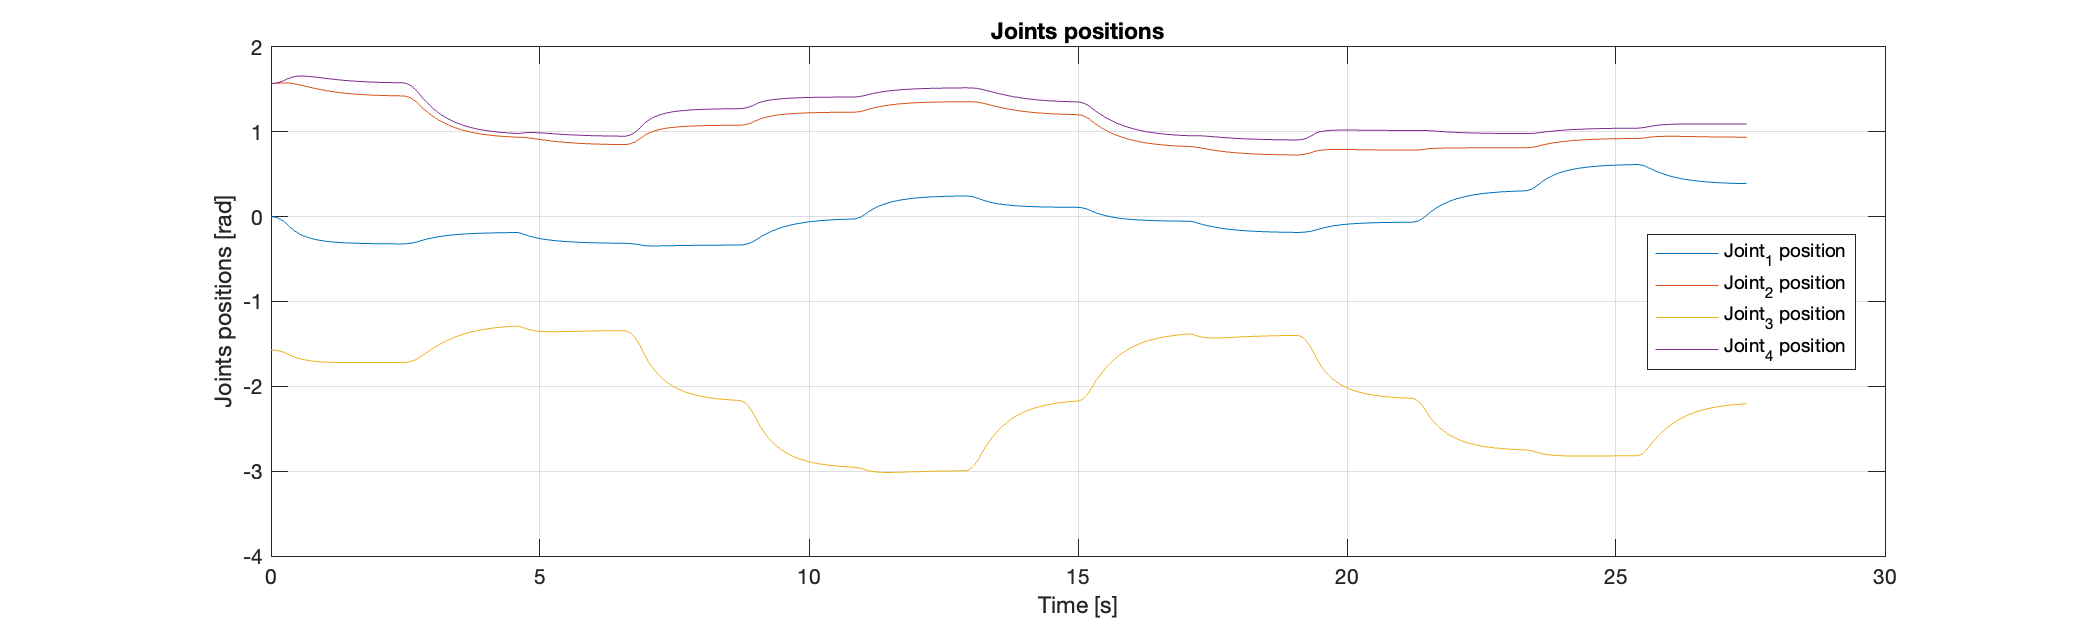 Joints positions
2
1
0
-1
-2
-3
-4
Joints positions [rad]
0 5 10 15 20 25 30
Time [s]
Joint1 position
Joint2 position
Joint3 position
Joint4 position